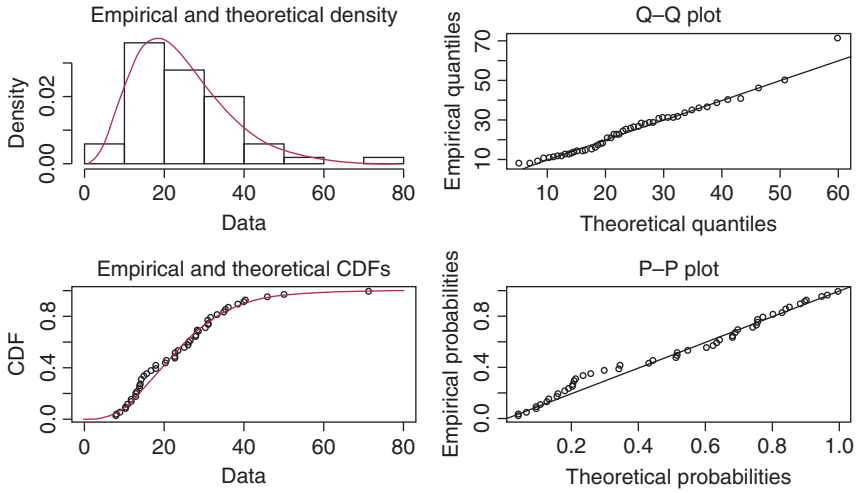 Empirical and theoretical density
Density
0.00
0.02
0
20
40
60
80
Data
Q–Q plot
Empirical quantiles
10
30
50
70
10
20
30
40
50
60
Theoretical quantiles
Empirical and theoretical CDFs
CDF
0.0
0.4
0.8
0
20
40
60
80
Data
P–P plot
Empirical probabilities
0.0
0.4
0.8
0.2
0.4
0.6
0.8
1.0
Theoretical probabilities